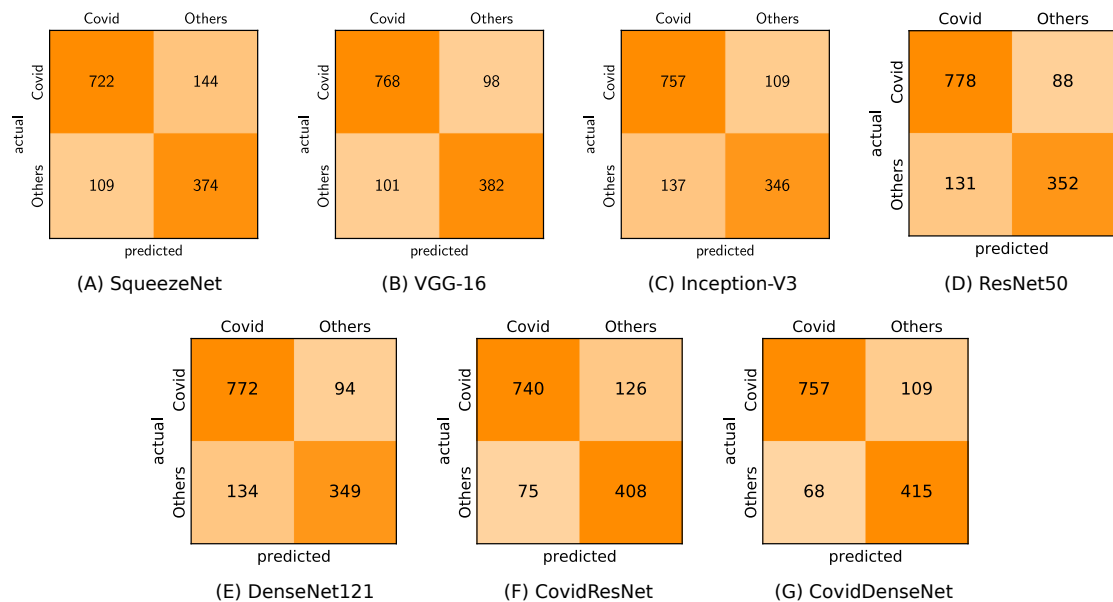 Covid Others
Covid 722 144
actual
Others 109 374
predicted
(A) SqueezeNet
Covid Others
768 98
101 382
predicted
(B) VGG-16
Covid Others
Covid 757 109
actual
Others 137 346
predicted
(C) Inception-V3
Covid Others
Covid 778 88
actual
Others 131 352
predicted
(D) ResNet50
Covid Others
Covid 772 94
actual
Others 134 349
predicted
(E) DenseNet121
Covid Others
Covid 740 126
actual
Others 75 408
predicted
(F) CovidResNet
Covid Others
Covid 757 109
actual
Others 68 415
predicted
(G) CovidDenseNet